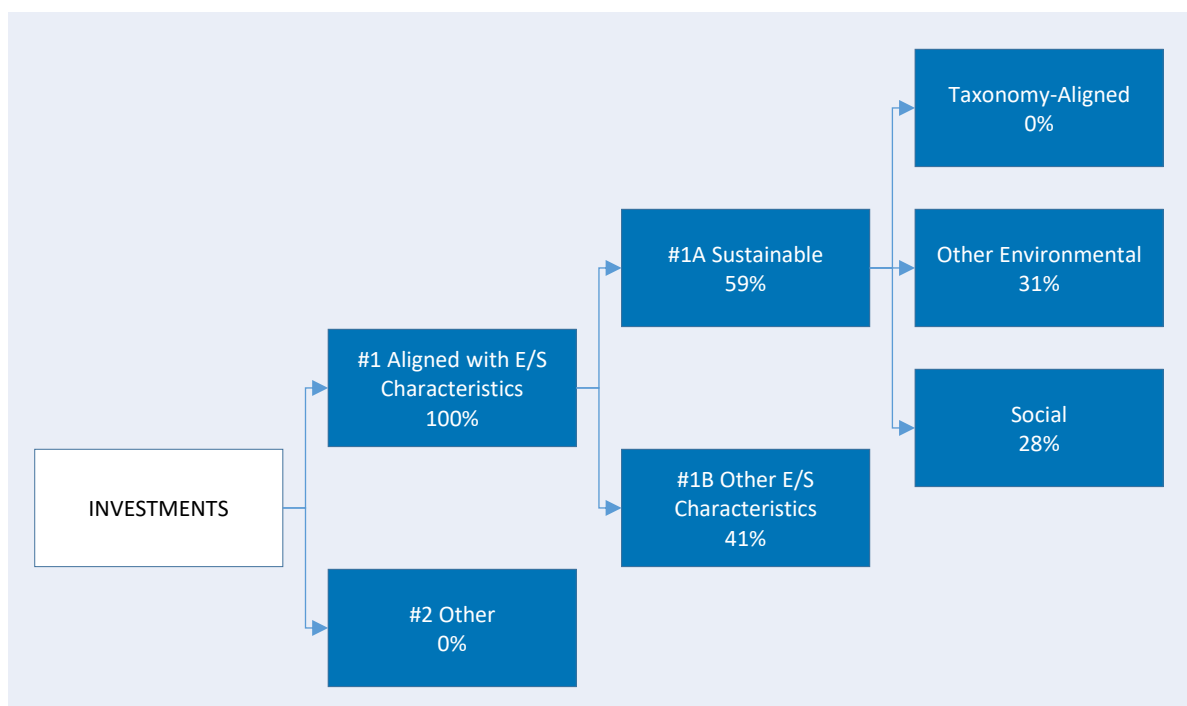 Taxonomy-Aligned
0%
#1A Sustainable
59%
Other Environmental
31%
#1 Aligned with E/S
Characteristics
100%
Social
28%
INVESTMENTS
#1B Other E/S
Characteristics
41%
#2 Other
0%